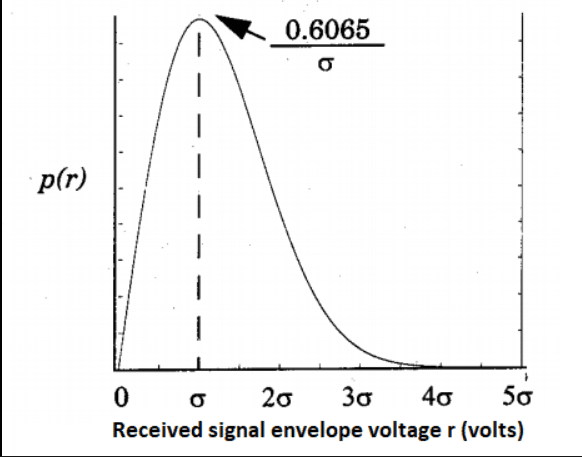 0.6065
σ
p(r)
0 σ 2σ 3σ 4σ 5σ
Received signal envelope voltage r (volts)